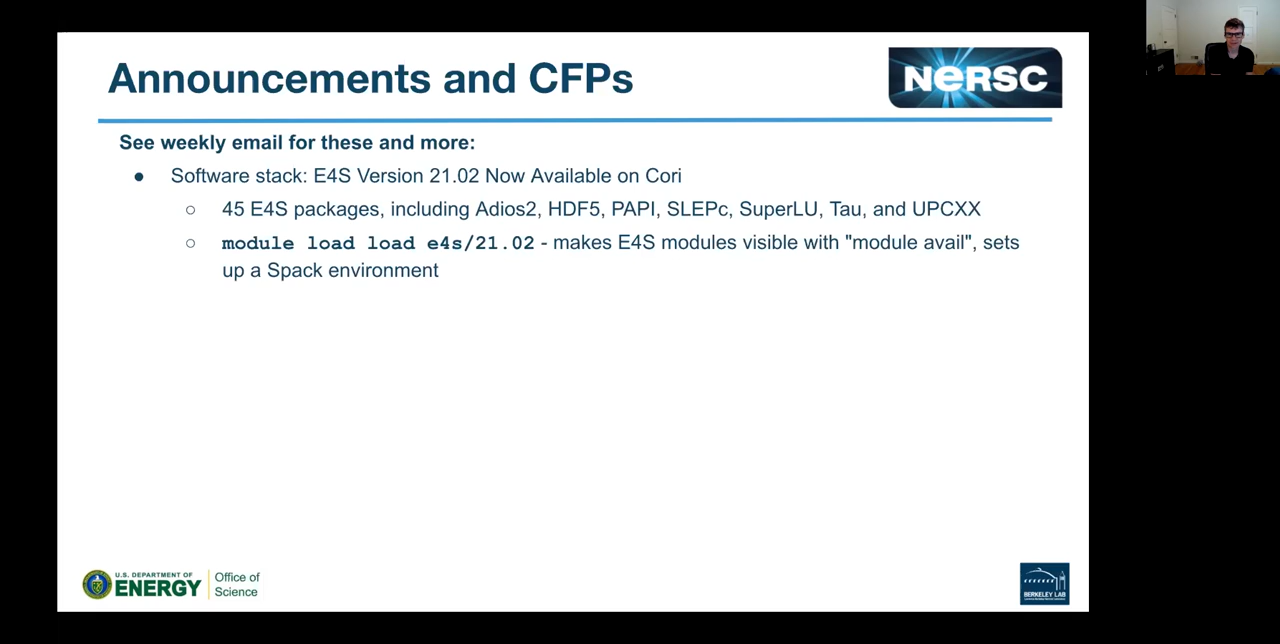 Announcements and CFPs
NERSC
See weekly email for these and more:
● Software stack: E4S Version 21.02 Now Available on Cori
○ 45 E4S packages, including Adios2, HDF5, PAPI, SLEPc, SuperLU, Tau, and UPCXX
○ module load load e4s/21.02 - makes E4S modules visible with "module avail", sets
up a Spack environment
U.S. DEPARTMENT OF
ENERGY
Office of
Science
BERKELEY LAB